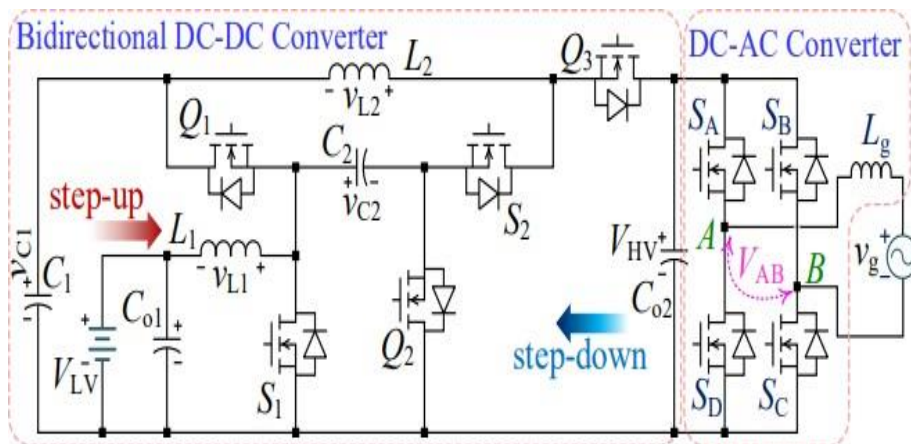 Bidirectional DC-DC Converter
DC-AC Converter
L2
Q3
- vL2 +
Q1
C2
SA
SB
Lg
+ vC2 -
S2
step-up
L1
vC1
+
-
C1
- vL1 +
VHV
+
-
Co2
A
VAB
B
vg
+
-
Co1
+
-
Q2
step-down
VLV
+
-
S1
SD
SC